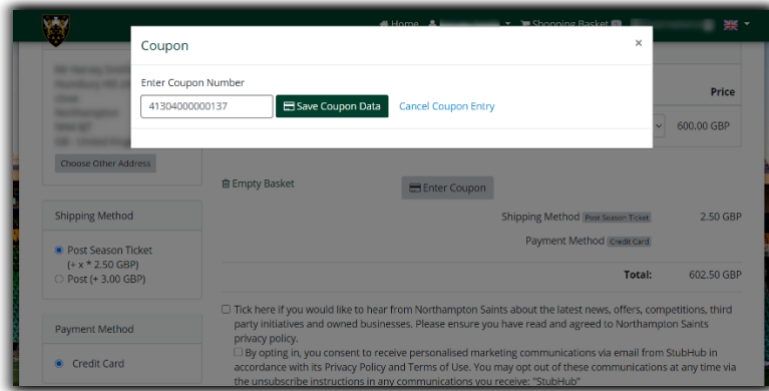 Home
Shopping Basket
Coupon
×
Enter Coupon Number
41304000000137
Save Coupon Data
Cancel Coupon Entry
Price
600.00 GBP
Choose Other Address
Empty Basket
Enter Coupon
Shipping Method
Post Season Ticket
(+ x * 2.50 GBP)
Post (+ 3.00 GBP)
Shipping Method Post Season Ticket 2.50 GBP
Payment Method Credit Card
Total: 602.50 GBP
Payment Method
Credit Card
Tick here if you would like to hear from Northampton Saints about the latest news, offers, competitions, third
party initiatives and owned businesses. Please ensure you have read and agreed to Northampton Saints
privacy policy.
By opting in, you consent to receive personalised marketing communications via email from StubHub in
accordance with its Privacy Policy and Terms of Use. You may opt out of these communications at any time via
the unsubscribe instructions in any communications you receive: "StubHub"